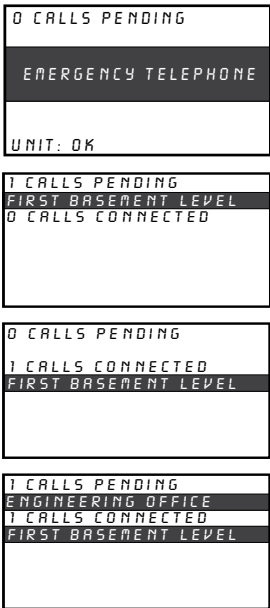 0 CALLS PENDING
EMERGENCY TELEPHONE
UNIT: OK
1 CALLS PENDING
FIRST BASEMENT LEVEL
0 CALLS CONNECTED
0 CALLS PENDING
1 CALLS CONNECTED
FIRST BASEMENT LEVEL
1 CALLS PENDING
ENGINEERING OFFICE
1 CALLS CONNECTED
FIRST BASEMENT LEVEL